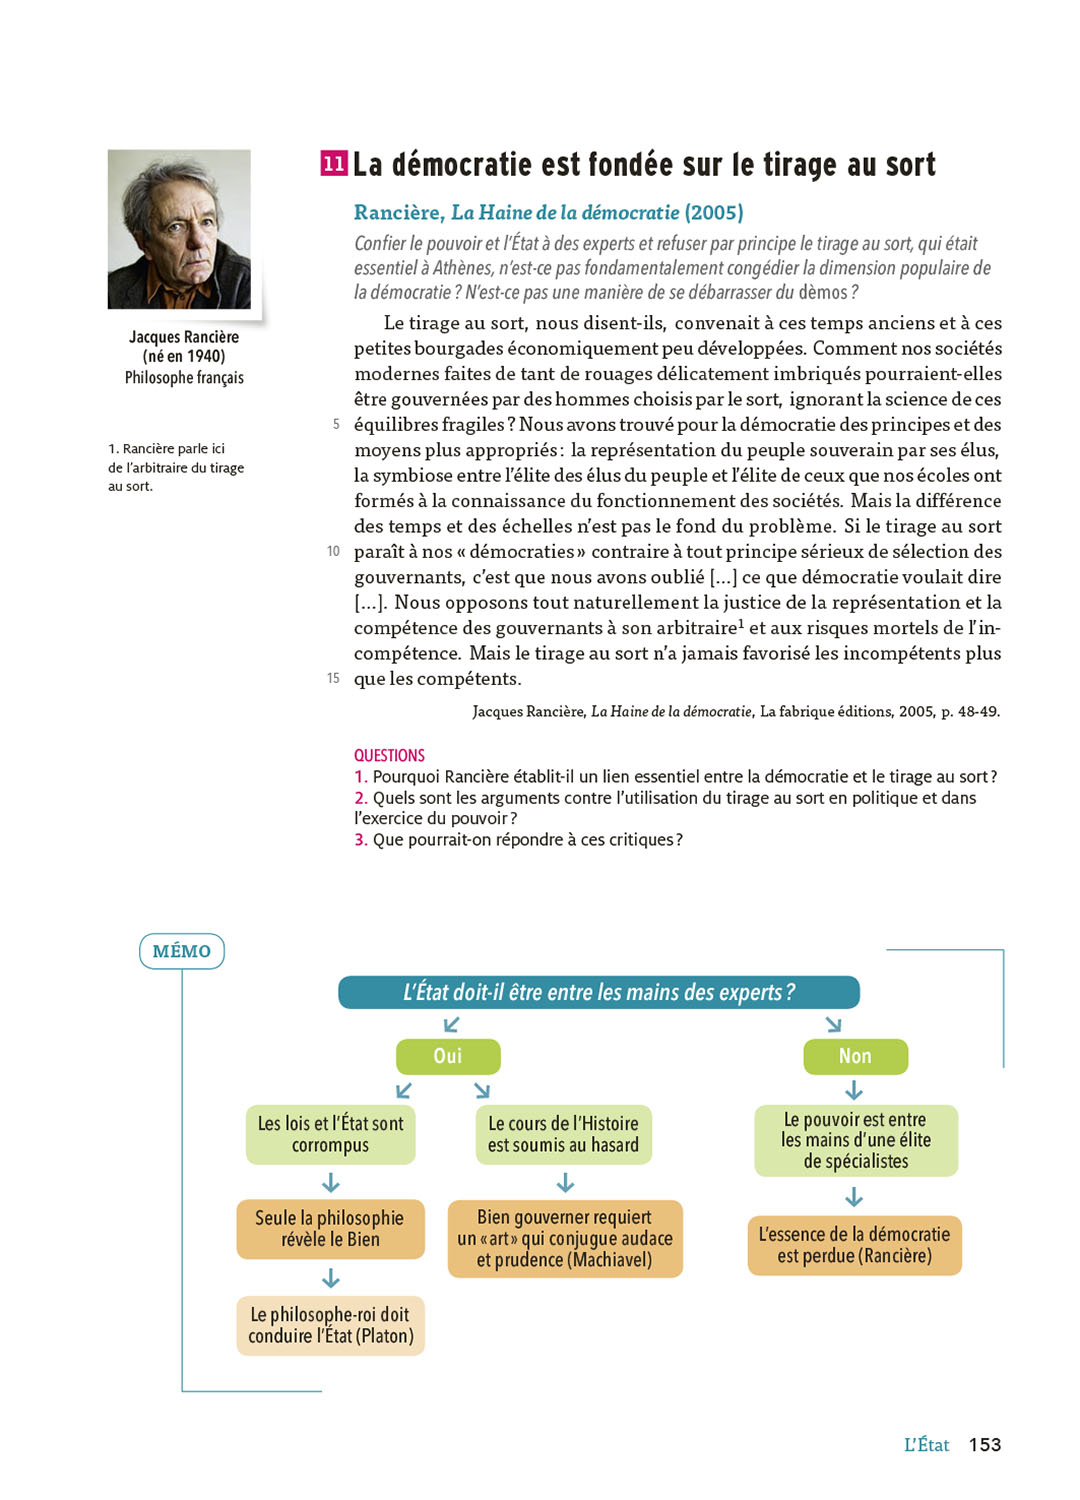 11 La démocratie est fondée sur le tirage au sort
Rancière, La Haine de la démocratie (2005)
Confier le pouvoir et l’État à des experts et refuser par principe le tirage au sort, qui était
essentiel à Athènes, n’est-ce pas fondamentalement congédier la dimension populaire de
la démocratie ? N’est-ce pas une manière de se débarrasser du dèmos ?
Jacques Rancière
(né en 1940)
Philosophe français
1. Rancière parle ici
de l’arbitraire du tirage
au sort.
Le tirage au sort, nous disent-ils, convenait à ces temps anciens et à ces
petites bourgades économiquement peu développées. Comment nos sociétés
modernes faites de tant de rouages délicatement imbriqués pourraient-elles
être gouvernées par des hommes choisis par le sort, ignorant la science de ces
5 équilibres fragiles ? Nous avons trouvé pour la démocratie des principes et des
moyens plus appropriés : la représentation du peuple souverain par ses élus,
la symbiose entre l’élite des élus du peuple et l’élite de ceux que nos écoles ont
formés à la connaissance du fonctionnement des sociétés. Mais la différence
des temps et des échelles n’est pas le fond du problème. Si le tirage au sort
10 paraît à nos « démocraties » contraire à tout principe sérieux de sélection des
gouvernants, c’est que nous avons oublié [...] ce que démocratie voulait dire
[...]. Nous opposons tout naturellement la justice de la représentation et la
compétence des gouvernants à son arbitraire1 et aux risques mortels de l’in-
compétence. Mais le tirage au sort n’a jamais favorisé les incompétents plus
15 que les compétents.
Jacques Rancière, La Haine de la démocratie, La fabrique éditions, 2005, p. 48-49.
QUESTIONS
1. Pourquoi Rancière établit-il un lien essentiel entre la démocratie et le tirage au sort ?
2. Quels sont les arguments contre l’utilisation du tirage au sort en politique et dans
l’exercice du pouvoir ?
3. Que pourrait-on répondre à ces critiques ?
MÉMO
L’État doit-il être entre les mains des experts ?
Oui
Non
Les lois et l’État sont
corrompus
Le cours de l’Histoire
est soumis au hasard
Le pouvoir est entre
les mains d’une élite
de spécialistes
Seule la philosophie
révèle le Bien
Bien gouverner requiert
un « art » qui conjugue audace
et prudence (Machiavel)
L’essence de la démocratie
est perdue (Rancière)
Le philosophe-roi doit
conduire l’État (Platon)
L’État 153